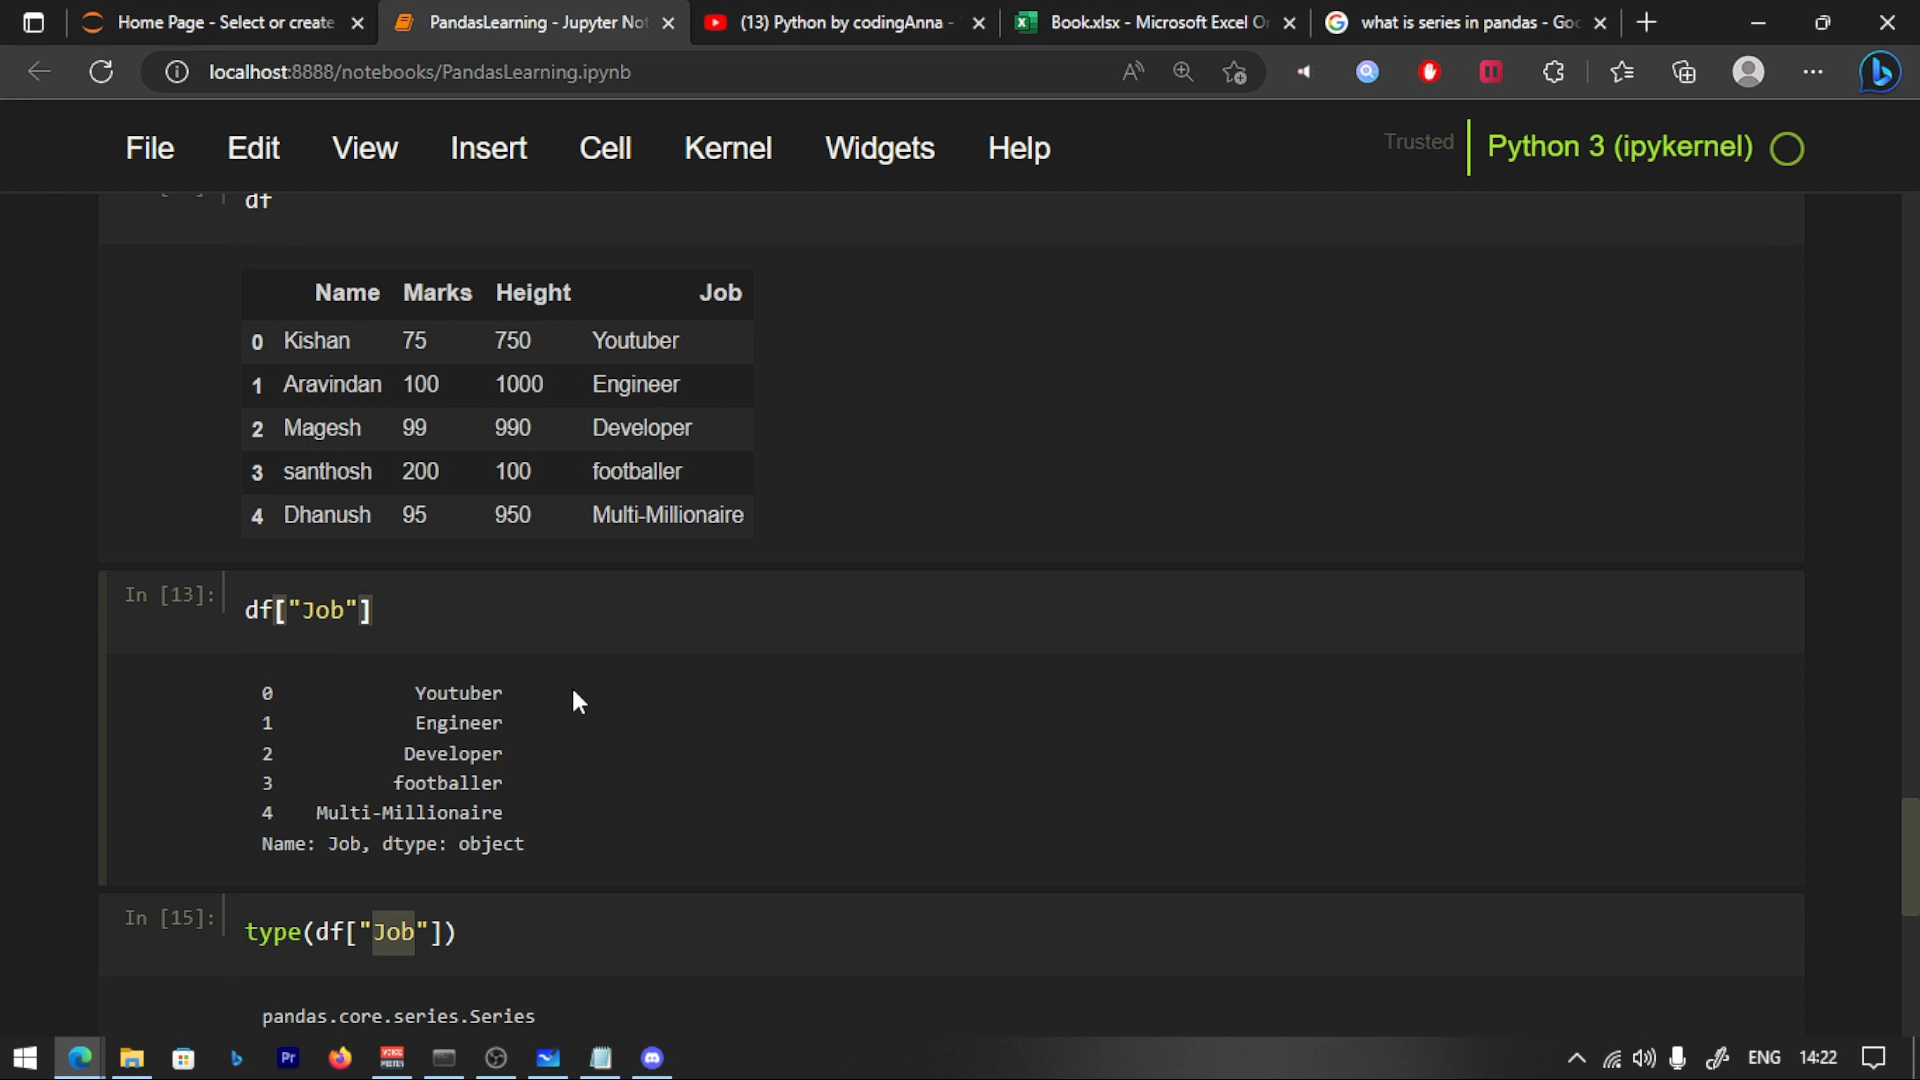 Home Page - Select or create
PandasLearning - Jupyter Not
(13) Python by codingAnna -
Book.xlsx - Microsoft Excel Or
what is series in pandas - Goo
localhost:8888/notebooks/PandasLearning.ipynb
File Edit View Insert Cell Kernel Widgets Help
Trusted
Python 3 (ipykernel)
df
Name Marks Height Job
0 Kishan 75 750 Youtuber
1 Aravindan 100 1000 Engineer
2 Magesh 99 990 Developer
3 santhosh 200 100 footballer
4 Dhanush 95 950 Multi-Millionaire
In [13]: df["Job"]
0 Youtuber
1 Engineer
2 Developer
3 footballer
4 Multi-Millionaire
Name: Job, dtype: object
In [15]: type(df["Job"])
pandas.core.series.Series
Pr
ENG 14:22